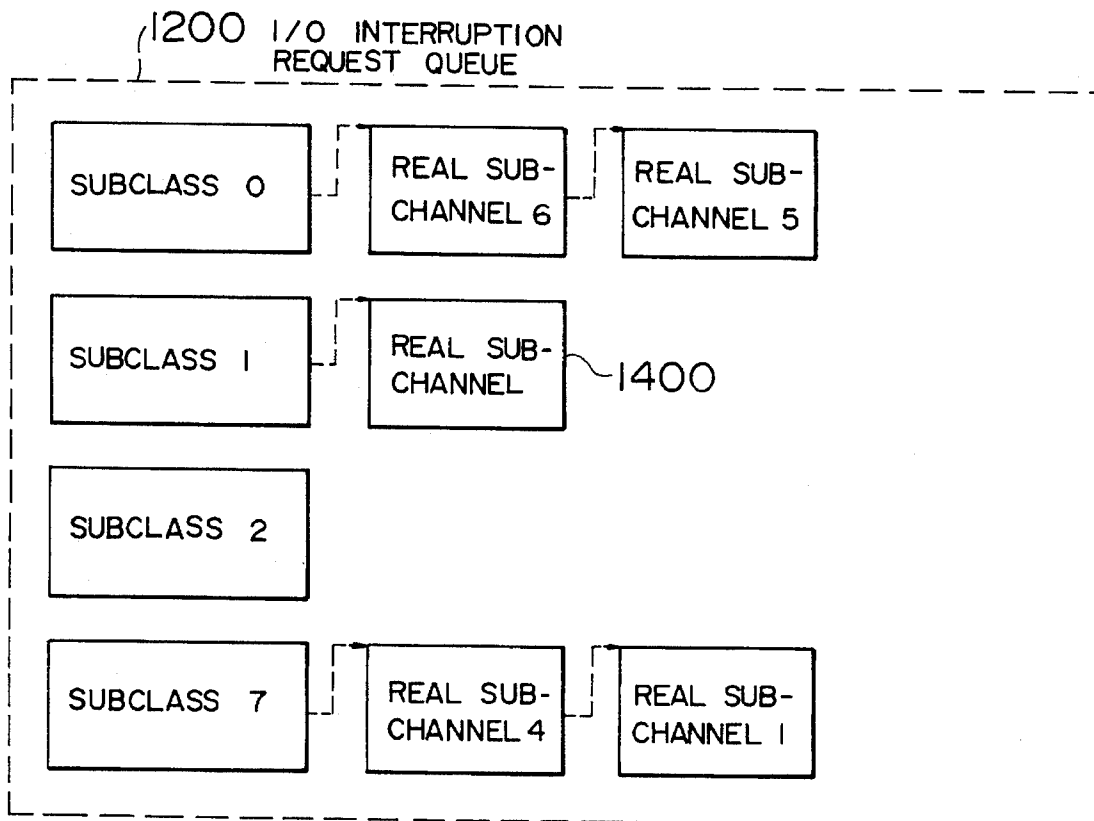 1200 I/O INTERRUPTION
REQUEST QUEUE
SUBCLASS 0
REAL SUB-
CHANNEL 6
REAL SUB-
CHANNEL 5
SUBCLASS 1
REAL SUB-
CHANNEL
1400
SUBCLASS 2
SUBCLASS 7
REAL SUB-
CHANNEL 4
REAL SUB-
CHANNEL 1